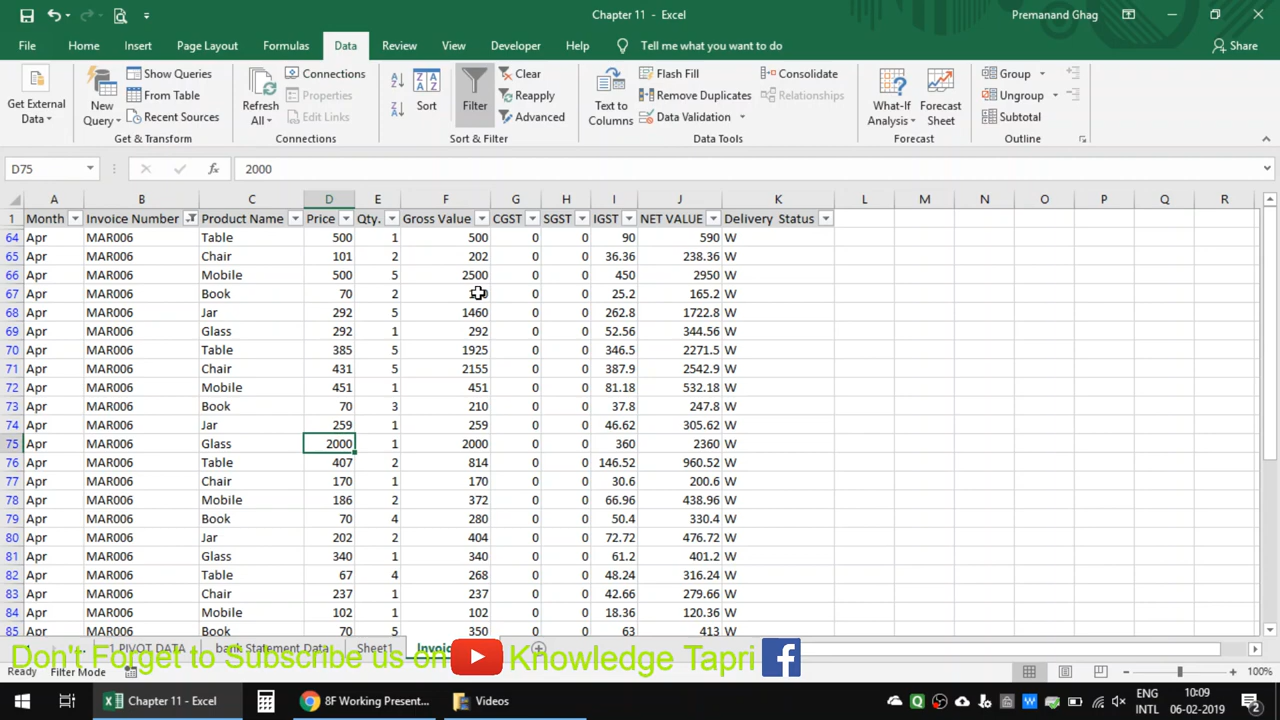 Chapter 11 - Excel
Premanand Ghag
File Home Insert Page Layout Formulas Data Review View Developer Help Tell me what you want to do Share
Get External Data
New Query
Show Queries
From Table
Recent Sources
Get & Transform
Refresh All
Connections
Properties
Edit Links
Connections
Sort
Filter
Clear
Reapply
Advanced
Sort & Filter
Text to Columns
Flash Fill
Remove Duplicates
Data Validation
Consolidate
Relationships
Data Tools
What-If Analysis
Forecast Sheet
Forecast
Group
Ungroup
Subtotal
Outline
D75 fx 2000
A B C D E F G H I J K L M N O P Q R
1 Month Invoice Number Product Name Price Qty. Gross Value CGST SGST IGST NET VALUE Delivery Status
64 Apr MAR006 Table 500 1 500 0 0 90 590 W
65 Apr MAR006 Chair 101 2 202 0 0 36.36 238.36 W
66 Apr MAR006 Mobile 500 5 2500 0 0 450 2950 W
67 Apr MAR006 Book 70 2 0 0 25.2 165.2 W
68 Apr MAR006 Jar 292 5 1460 0 0 262.8 1722.8 W
69 Apr MAR006 Glass 292 1 292 0 0 52.56 344.56 W
70 Apr MAR006 Table 385 5 1925 0 0 346.5 2271.5 W
71 Apr MAR006 Chair 431 5 2155 0 0 387.9 2542.9 W
72 Apr MAR006 Mobile 451 1 451 0 0 81.18 532.18 W
73 Apr MAR006 Book 70 3 210 0 0 37.8 247.8 W
74 Apr MAR006 Jar 259 1 259 0 0 46.62 305.62 W
75 Apr MAR006 Glass 2000 1 2000 0 0 360 2360 W
76 Apr MAR006 Table 407 2 814 0 0 146.52 960.52 W
77 Apr MAR006 Chair 170 1 170 0 0 30.6 200.6 W
78 Apr MAR006 Mobile 186 2 372 0 0 66.96 438.96 W
79 Apr MAR006 Book 70 4 280 0 0 50.4 330.4 W
80 Apr MAR006 Jar 202 2 404 0 0 72.72 476.72 W
81 Apr MAR006 Glass 340 1 340 0 0 61.2 401.2 W
82 Apr MAR006 Table 67 4 268 0 0 48.24 316.24 W
83 Apr MAR006 Chair 237 1 237 0 0 42.66 279.66 W
84 Apr MAR006 Mobile 102 1 102 0 0 18.36 120.36 W
85 Apr MAR006 Book 70 5 350 0 0 63 413 W
... 1 PIVOT DATA bank Statement Data Sheet1 Invoi
Don't Forget to Subscribe us on Knowledge Tapri
Ready Filter Mode 100%
Chapter 11 - Excel 8F Working Present... Videos
ENG INTL
10:09
06-02-2019
2